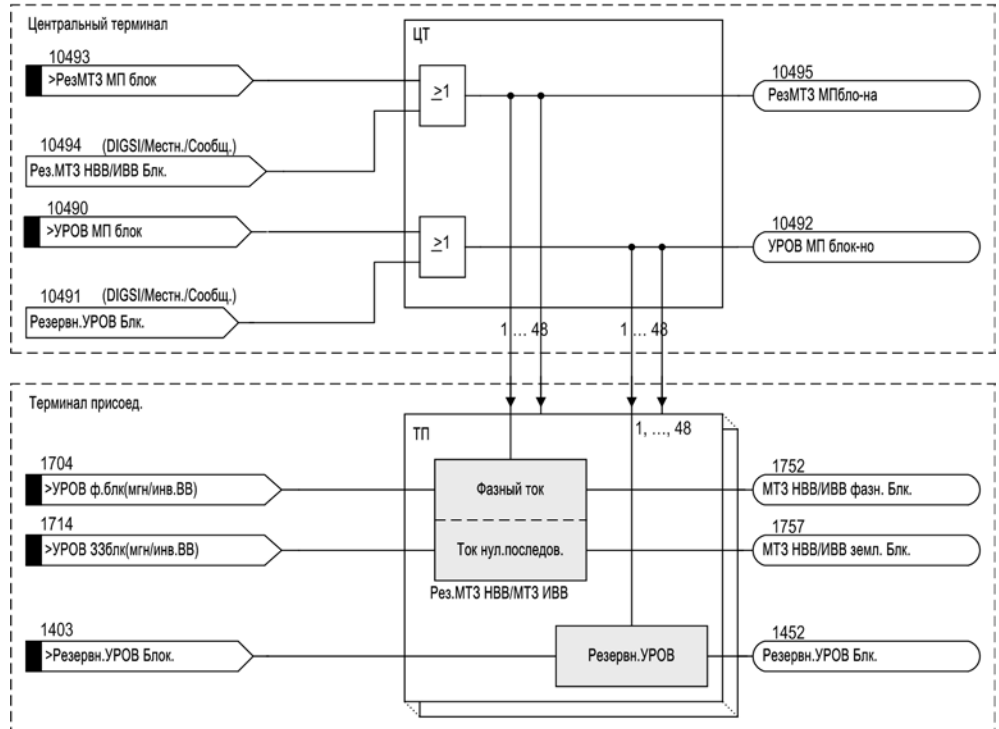 Центральный терминал
ЦТ
10493
>РезМТЗ МП блок
≥1
10495
РезМТЗ МПбло-на
10494 (DIGSI/Местн./Сообщ.)
Рез.МТЗ НВВ/ИВВ Блк.
10490
>УРОВ МП блок
≥1
10492
УРОВ МП блок-но
10491 (DIGSI/Местн./Сообщ.)
Резервн.УРОВ Блк.
1 ... 48
1 ... 48
Терминал присоед.
ТП
1, ..., 48
1704
>УРОВ ф.блк(мгн/инв.ВВ)
Фазный ток
1752
МТЗ НВВ/ИВВ фазн. Блк.
1714
>УРОВ ЗЗблк(мгн/инв.ВВ)
Ток нул.последов.
1757
МТЗ НВВ/ИВВ земл. Блк.
Рез.МТЗ НВВ/МТЗ ИВВ
1403
>Резервн.УРОВ Блок.
Резервн.УРОВ
1452
Резервн.УРОВ Блк.